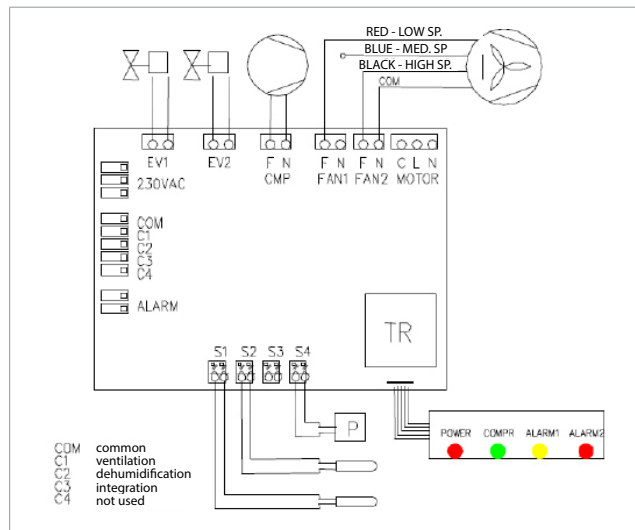 RED - LOW SP.
BLUE - MED. SP
BLACK - HIGH SP.
COM
EV1 EV2 F N F N F N C L N
CMP FAN1 FAN2 MOTOR
230VAC
COM
C1
C2
C3
C4
ALARM
TR
S1 S2 S3 S4
P
POWER COMPR ALARM1 ALARM2
COM common
C1 ventilation
C2 dehumidification
C3 integration
C4 not used